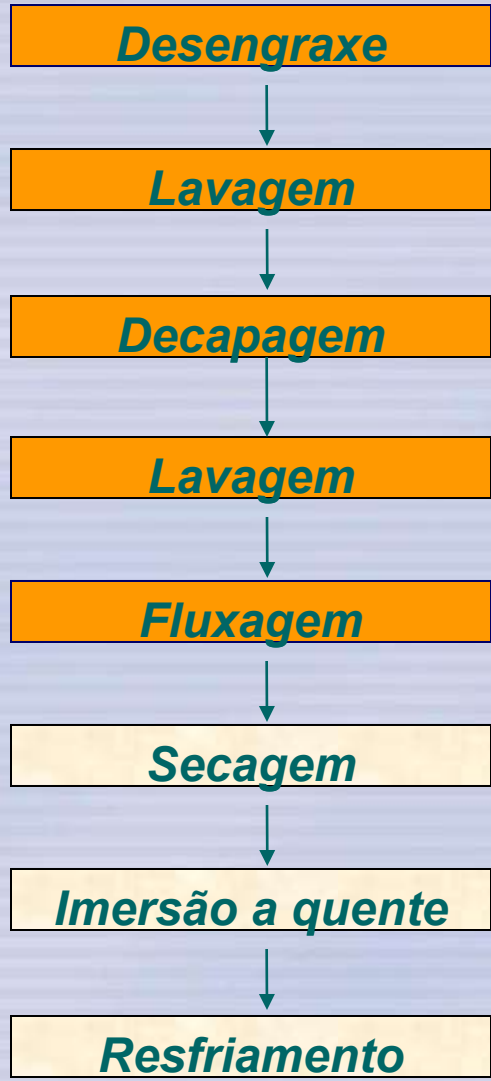 Desengraxe
Lavagem
Decapagem
Lavagem
Fluxagem
Secagem
Imersão a quente
Resfriamento